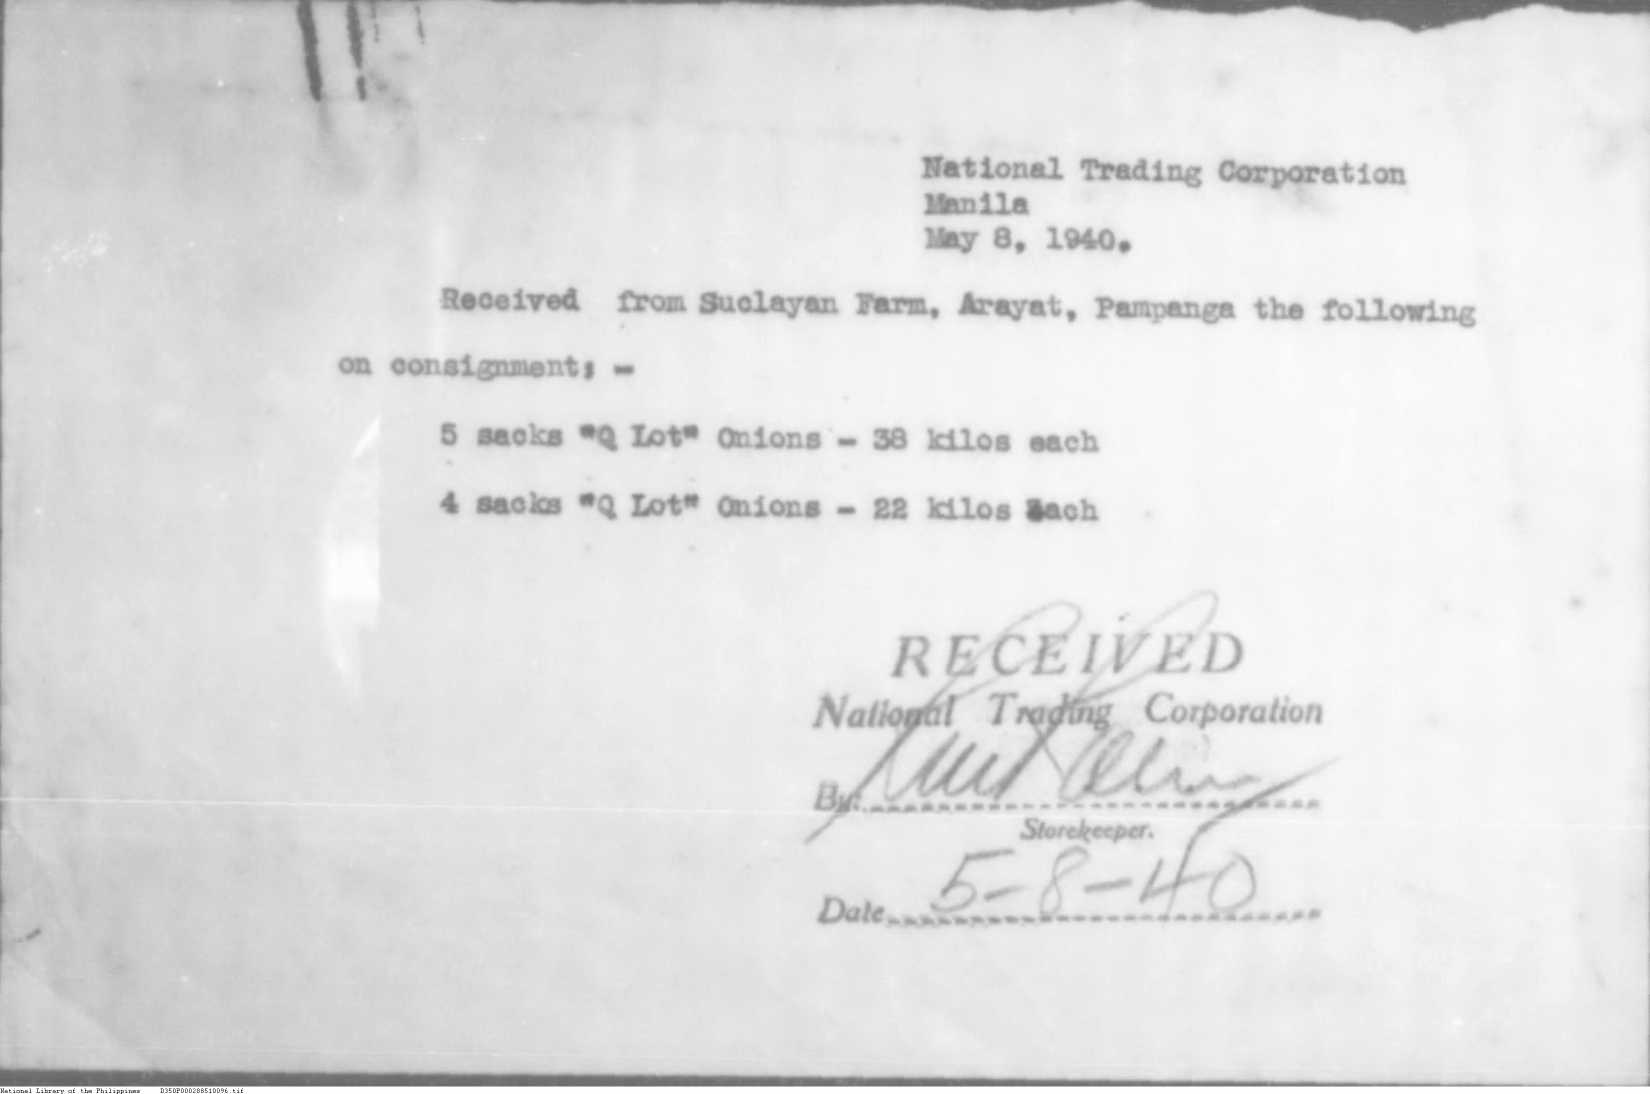 National Trading Corporation
Manila
May 8, 1940.
Received from Suclayan Farm, Arayat, Pampanga the following
on consignment; -
5 sacks "Q Lot" Onions - 38 kilos each
4 sacks "Q Lot" Onions - 22 kilos each
RECEIVED
National Trading Corporation
By:
Storekeeper.
Date 5-8-40
National Library of the Philippines D350P000208510096.tif